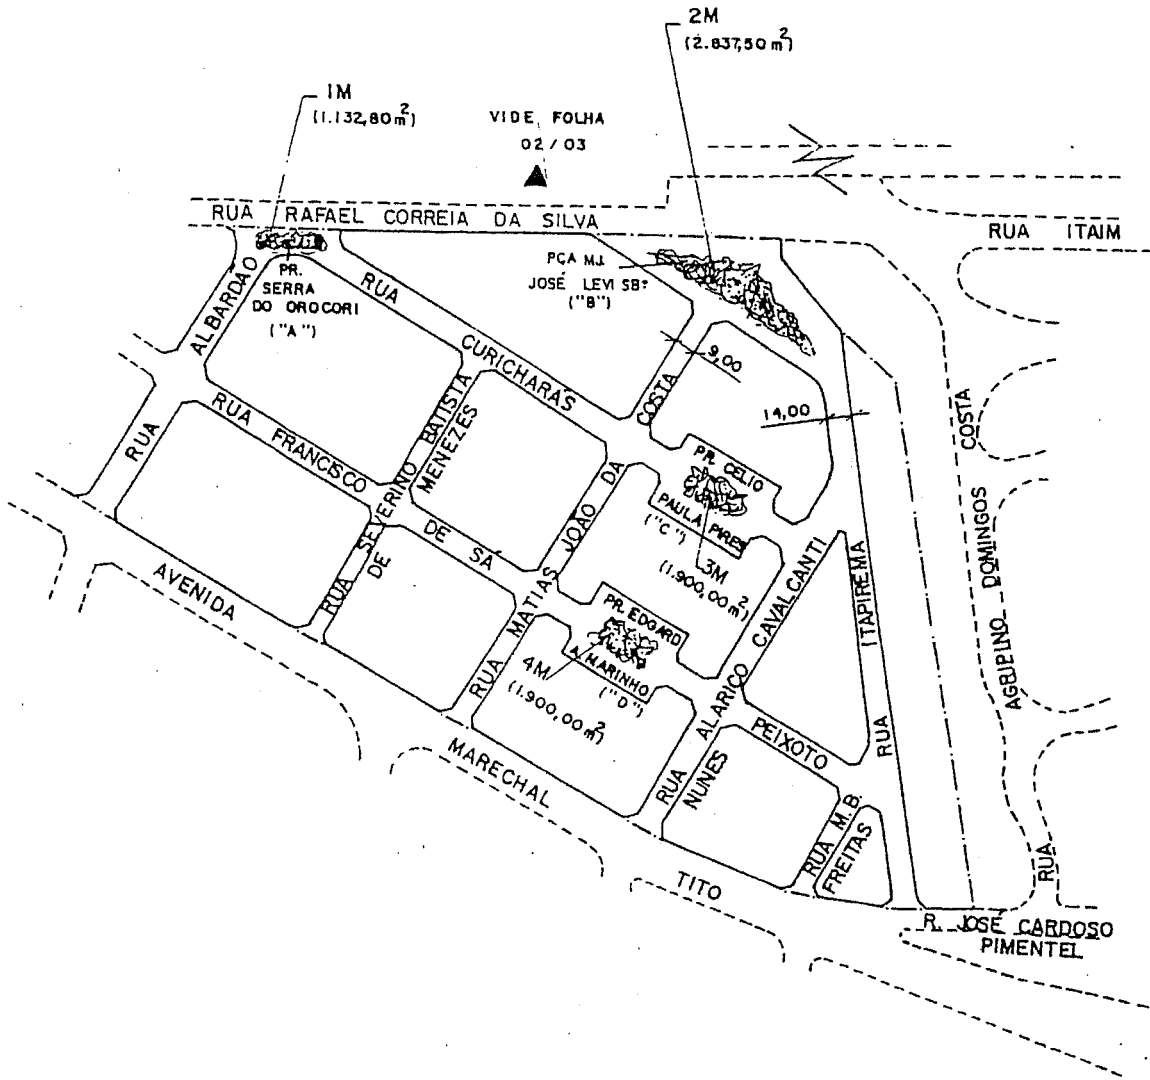 2M
(2.837,50 m²)
1M
(1.132,80 m²)
VIDE FOLHA
02/03
RUA RAFAEL CORREIA DA SILVA
RUA ITAIM
PÇA MJ.
JOSÉ LEVI SBº
("B")
PR.
SERRA
DO OROCORI
("A")
RUA ALBARDÃO
RUA CURICHARÁS
9,00
14,00
RUA FRANCISCO DE SÁ PEIXOTO
RUA SEVERINO BATISTA
DE MENEZES
RUA MATIAS JOÃO DA COSTA
PR. CÉLIO
PAULA PIRES
("C")
3M
(1.900,00 m²)
PR. EDGARD
A. MARINHO
("D")
4M
(1.900,00 m²)
RUA ALARICO CAVALCANTI
NUNES
RUA ITAPIREMA
RUA AGRIPINO DOMINGOS COSTA
RUA M.B.
FREITAS
AVENIDA MARECHAL TITO
R. JOSÉ CARDOSO
PIMENTEL